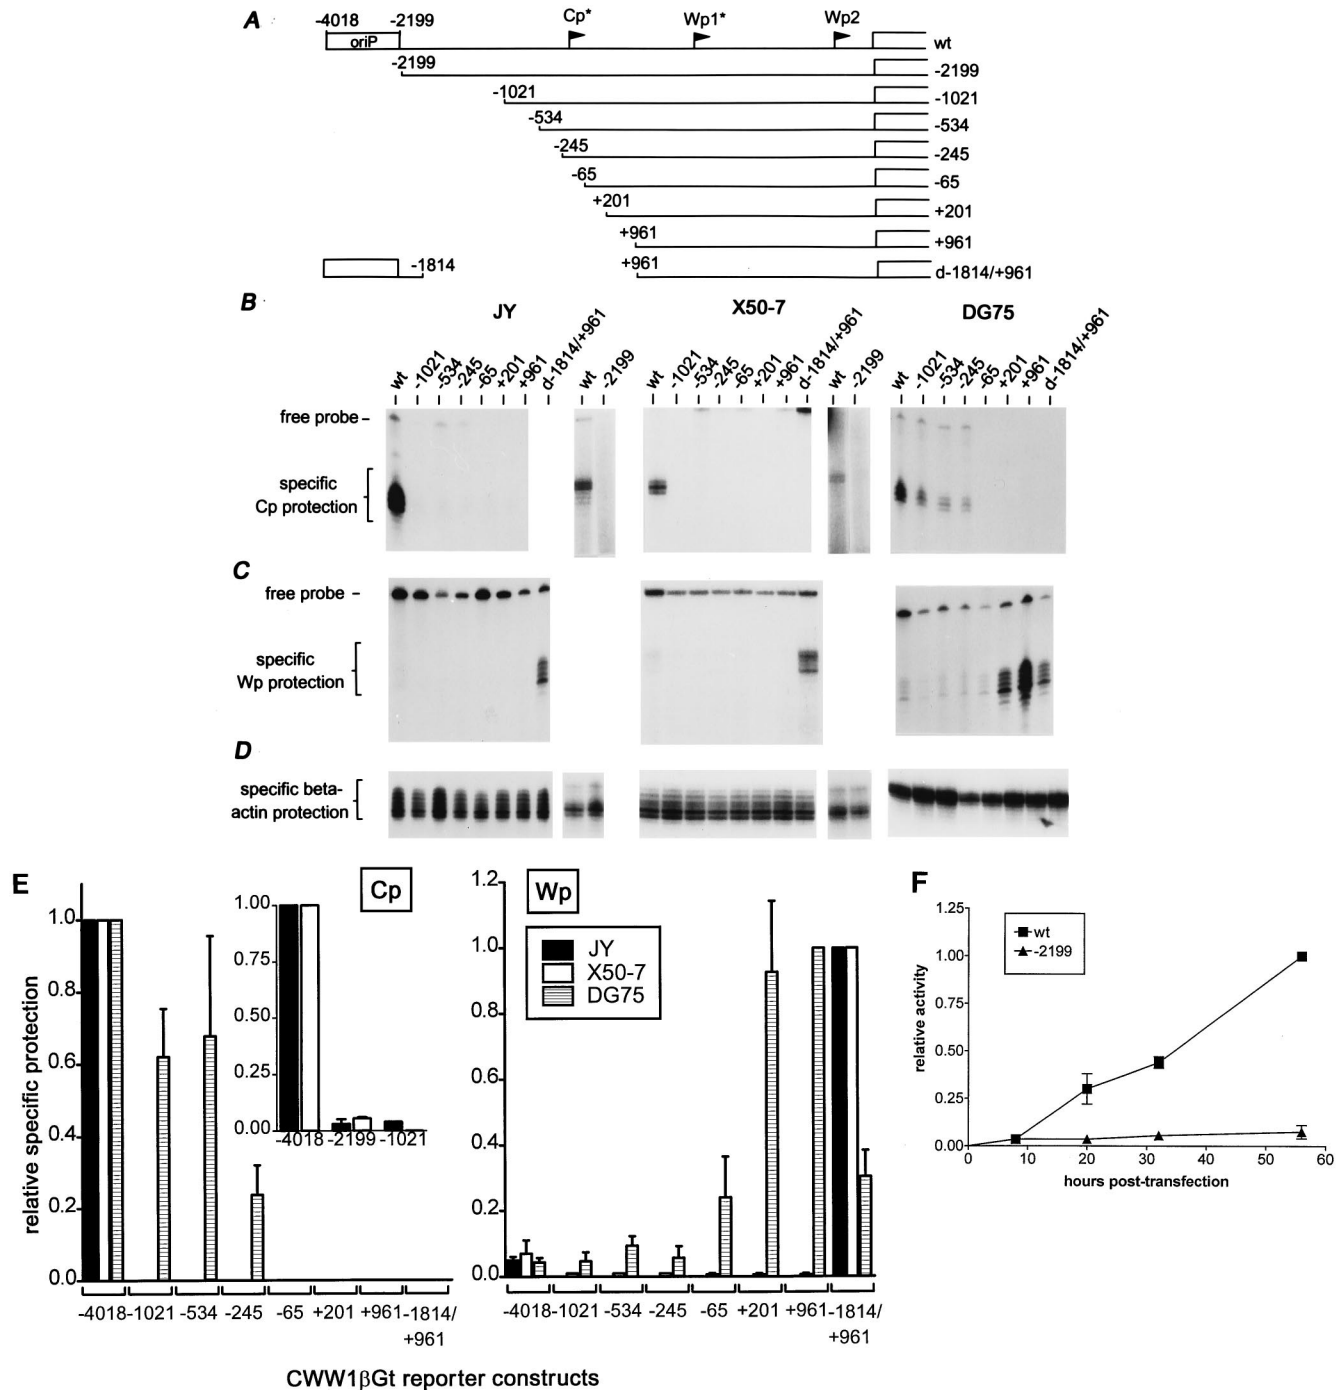 A
-4018 -2199 Cp* Wp1* Wp2
oriP wt
-2199 -2199
-1021 -1021
-534 -534
-245 -245
-65 -65
+201 +201
+961 +961
-1814 +961 d-1814/+961
B
JY X50-7 DG75
wt -1021 -534 -245 -65 +201 +961 d-1814/+961 wt -2199 wt -1021 -534 -245 -65 +201 +961 d-1814/+961 wt -2199 wt -1021 -534 -245 -65 +201 +961 d-1814/+961
free probe –
specific
Cp protection
C
free probe –
specific
Wp protection
D
specific beta-
actin protection
E
Cp
relative specific protection
1.0
0.8
0.6
0.4
0.2
0.0
1.00
0.75
0.50
0.25
0.00
-4018 -2199 -1021
-4018 -1021 -534 -245 -65 +201 +961 -1814/
+961
Wp
JY
X50-7
DG75
1.2
1.0
0.8
0.6
0.4
0.2
0.0
-4018 -1021 -534 -245 -65 +201 +961 -1814/
+961
CWW1βGt reporter constructs
F
wt
-2199
relative activity
1.25
1.00
0.75
0.50
0.25
0.00
0 10 20 30 40 50 60
hours post-transfection